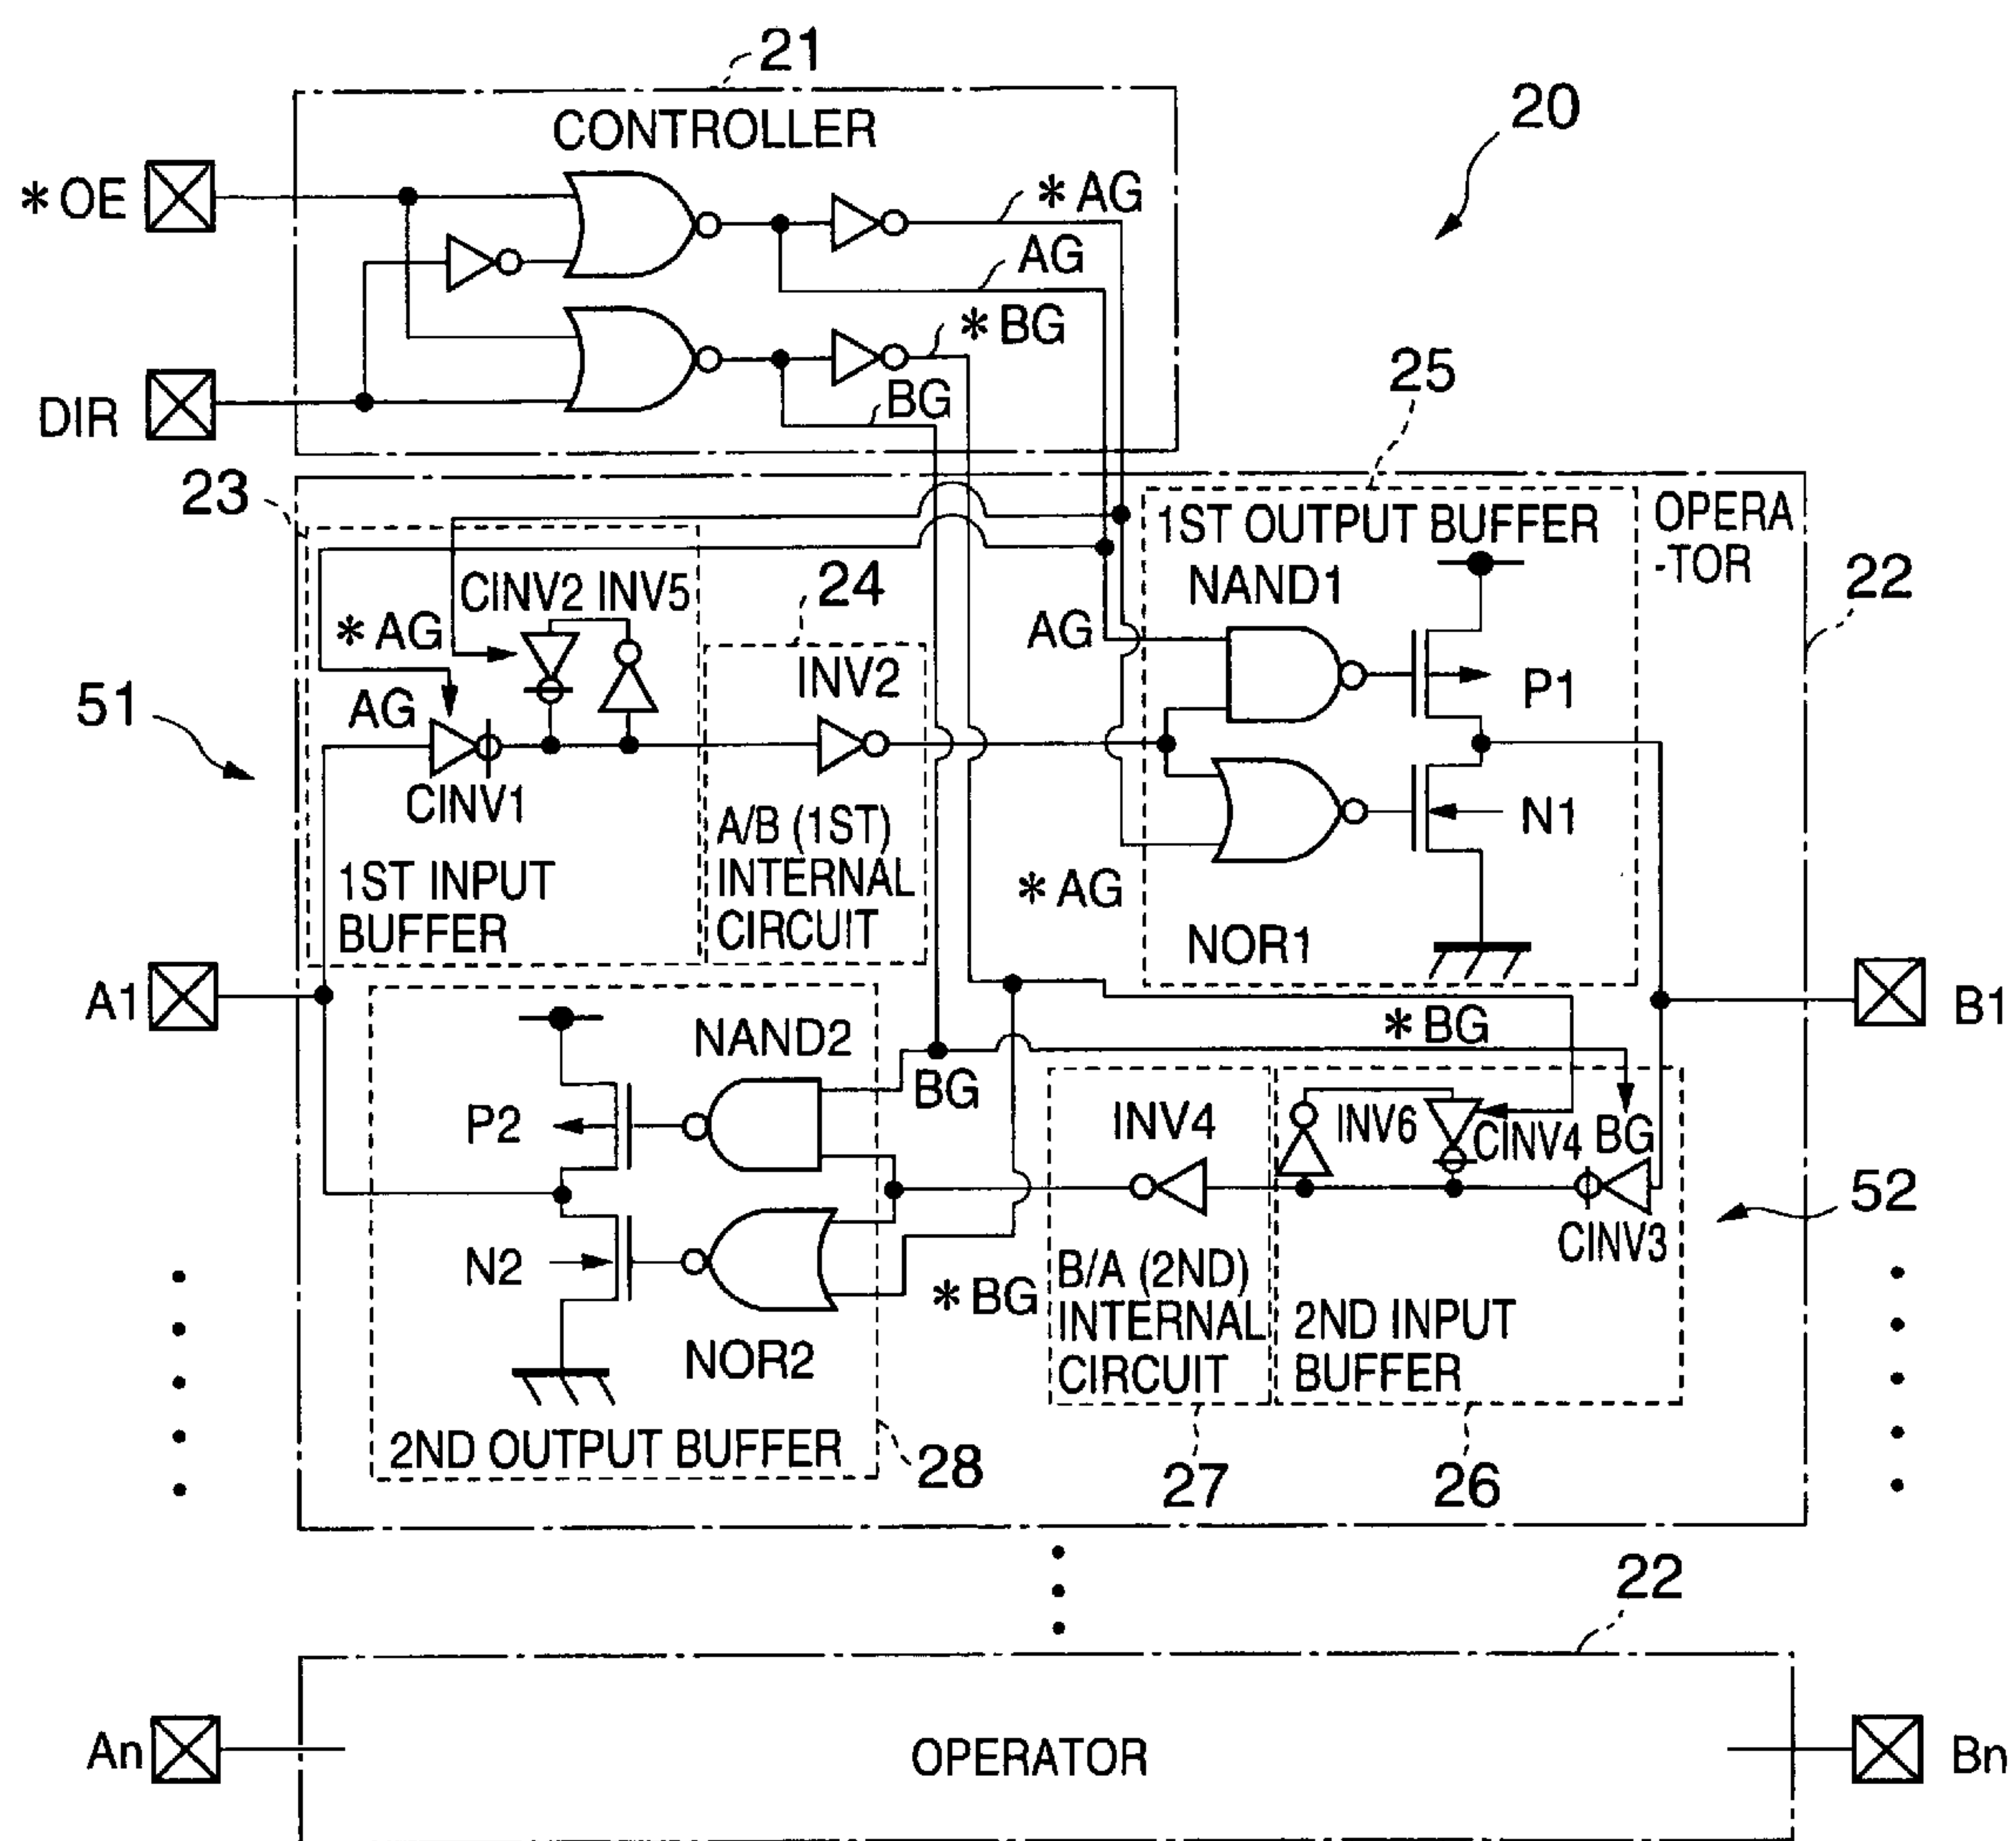 21
CONTROLLER
20
*OE
*AG
AG
*BG
BG
DIR
25
23
1ST OUTPUT BUFFER
OPERA
-TOR
24
22
CINV2 INV5
NAND1
*AG
AG
INV2
P1
51
AG
CINV1
N1
A/B (1ST)
INTERNAL
CIRCUIT
1ST INPUT
BUFFER
*AG
NOR1
A1
B1
*BG
NAND2
BG
P2
INV4
INV6
CINV4
BG
52
N2
CINV3
*BG
B/A (2ND)
INTERNAL
CIRCUIT
2ND INPUT
BUFFER
NOR2
2ND OUTPUT BUFFER
28
27
26
22
An
OPERATOR
Bn